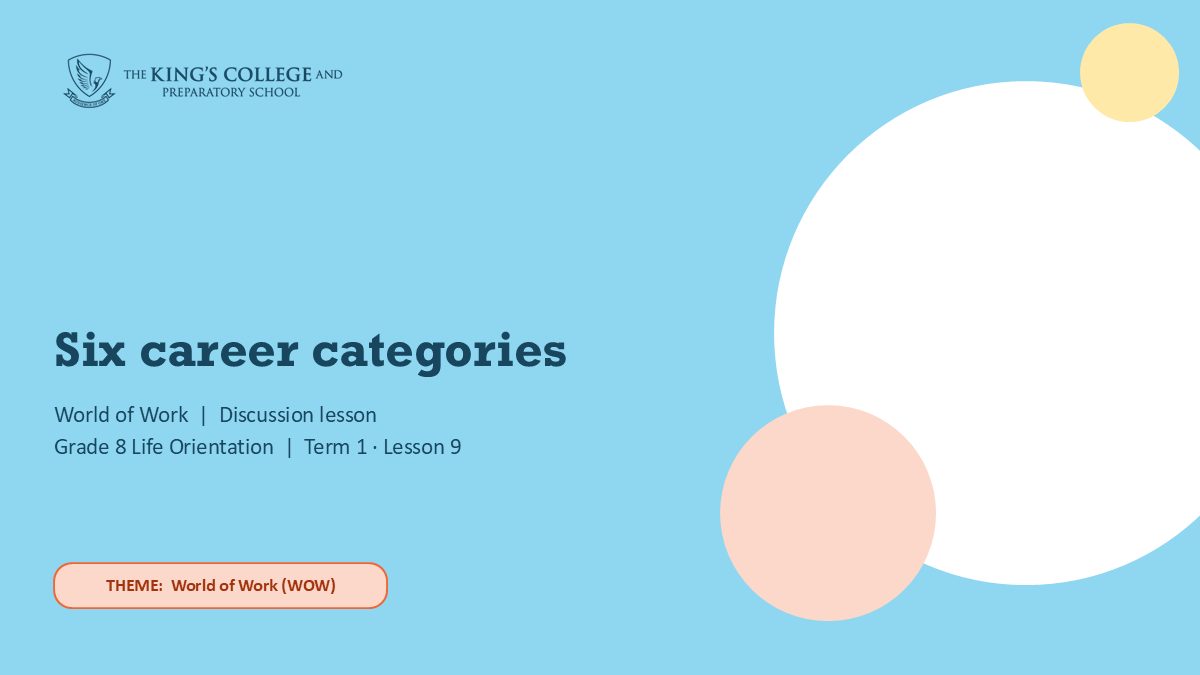 THE KING'S COLLEGE AND
PREPARATORY SCHOOL
Six career categories
World of Work | Discussion lesson
Grade 8 Life Orientation | Term 1 · Lesson 9
THEME: World of Work (WOW)